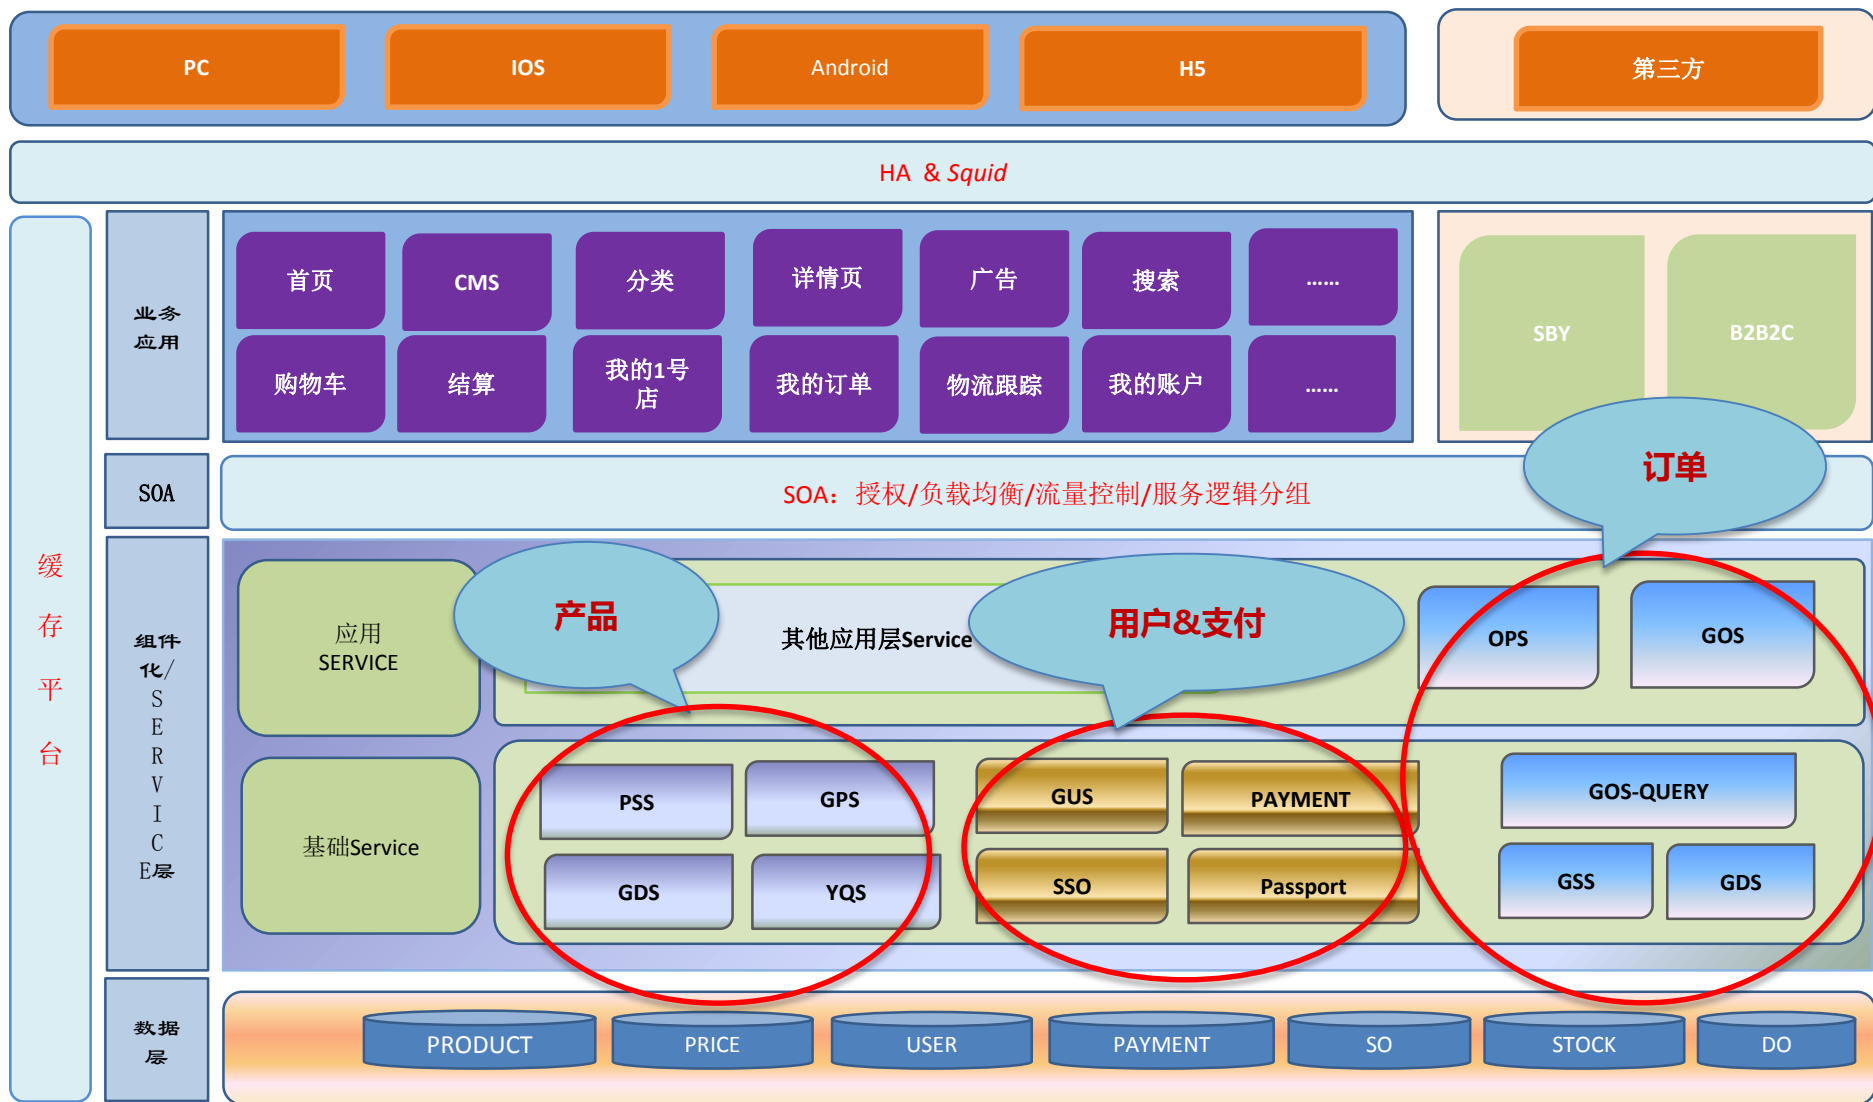 PC
IOS
Android
H5
第三方
HA & Squid
缓
存
平
台
业务
应用
首页
CMS
分类
详情页
广告
搜索
......
购物车
结算
我的1号
店
我的订单
物流跟踪
我的账户
......
SBY
B2B2C
SOA
SOA：授权/负载均衡/流量控制/服务逻辑分组
订单
组件
化/
S
E
R
V
I
C
E层
应用
SERVICE
产品
其他应用层Service
用户&支付
OPS
GOS
基础Service
PSS
GPS
GDS
YQS
GUS
PAYMENT
SSO
Passport
GOS-QUERY
GSS
GDS
数据
层
PRODUCT
PRICE
USER
PAYMENT
SO
STOCK
DO